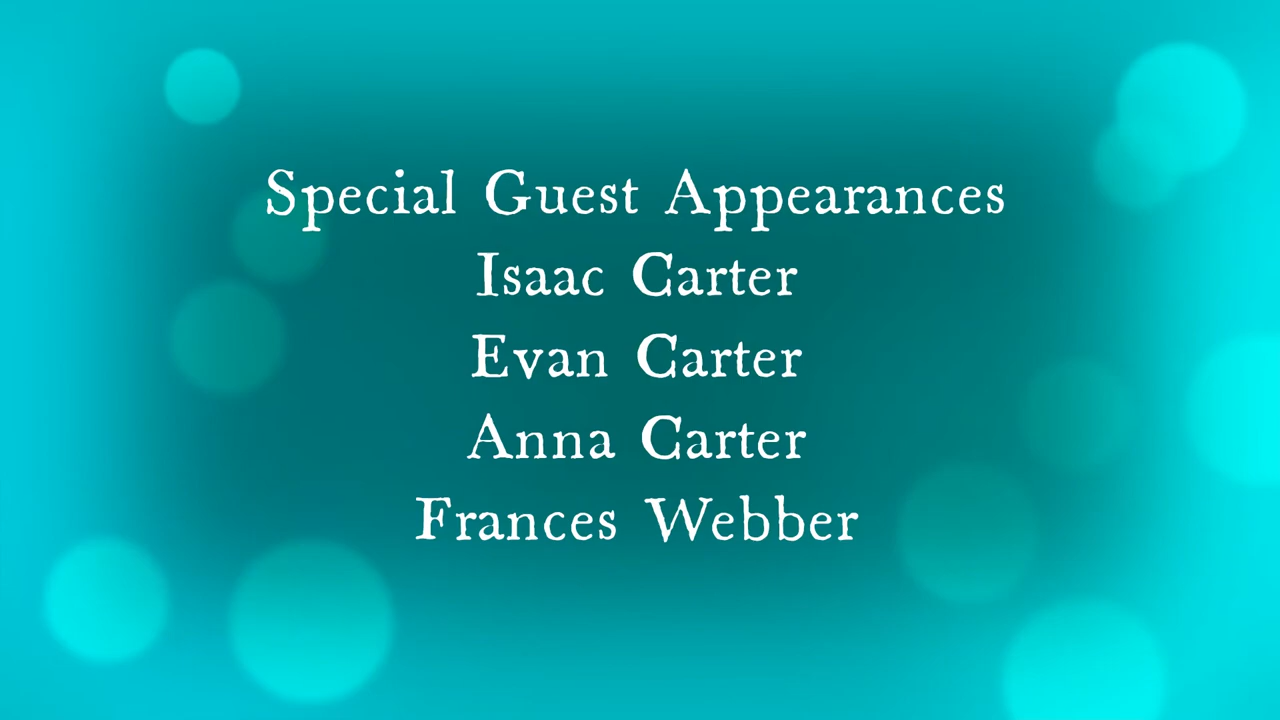 Special Guest Appearances
Isaac Carter
Evan Carter
Anna Carter
Frances Webber